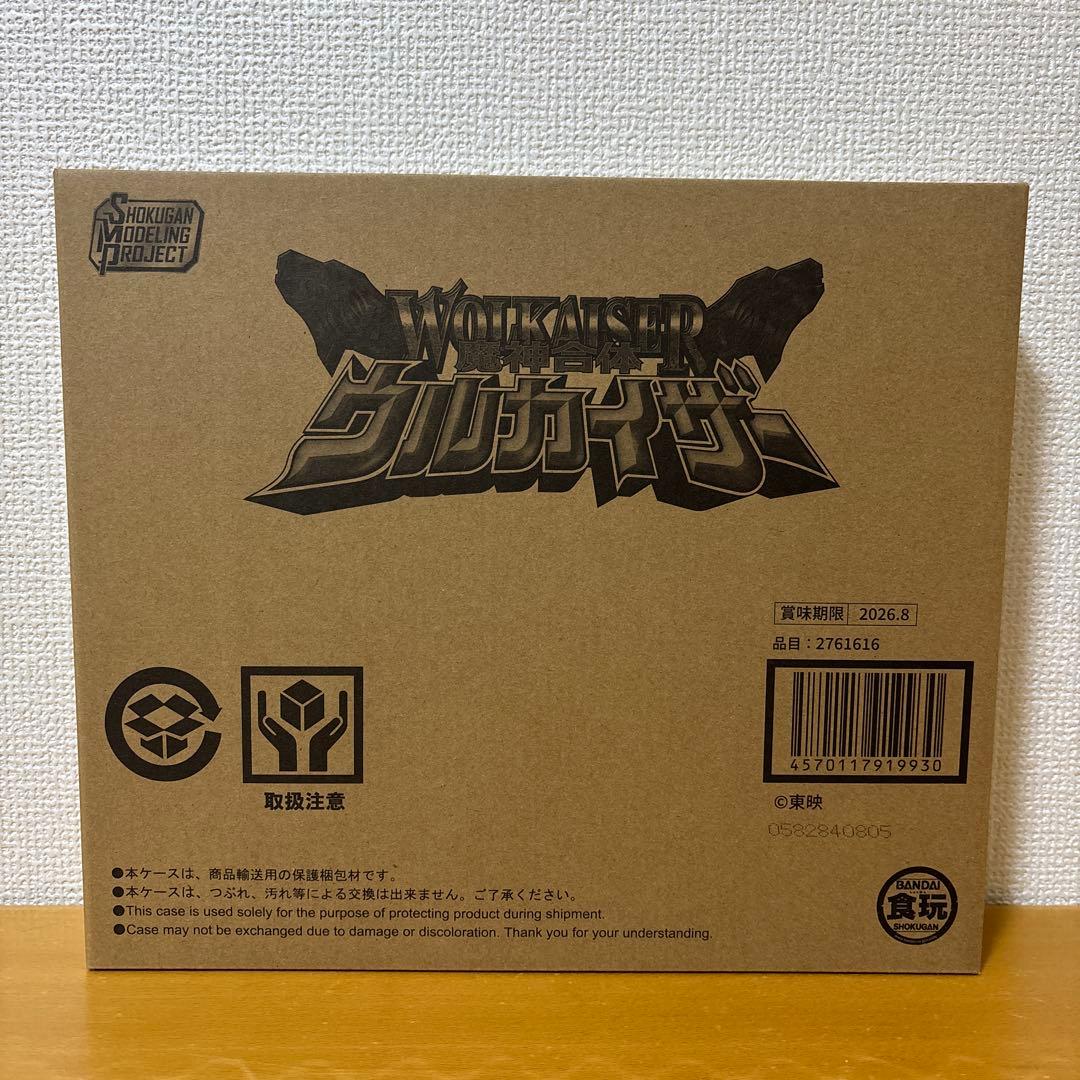 SHOKUGAN
MODELING
PROJECT
WOLKAISER
魔神合体
ウルカイザー
賞味期限 2026.8
品目：2761616
4570117919930
取扱注意
©東映
0582840805
●本ケースは、商品輸送用の保護梱包材です。
●本ケースは、つぶれ、汚れ等による交換は出来ません。ご了承ください。
●This case is used solely for the purpose of protecting product during shipment.
●Case may not be exchanged due to damage or discoloration. Thank you for your understanding.
BANDAI
食玩
SHOKUGAN